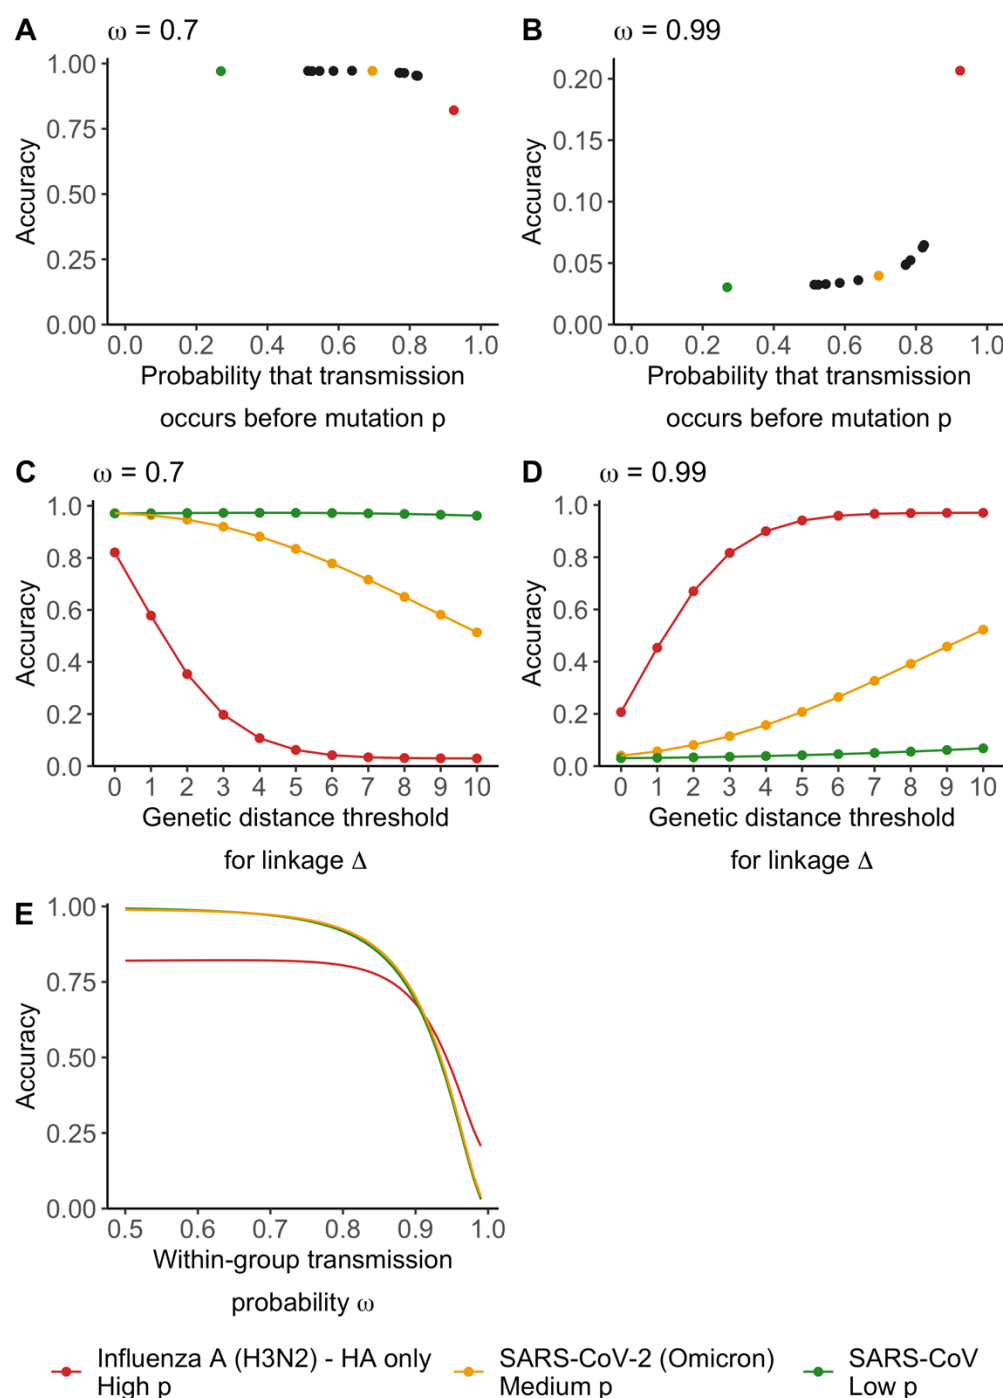 A
ω = 0.7
1.00
0.75
0.50
0.25
0.00
Accuracy
0.0 0.2 0.4 0.6 0.8 1.0
Probability that transmission
occurs before mutation p
B
ω = 0.99
0.20
0.15
0.10
0.05
0.00
Accuracy
0.0 0.2 0.4 0.6 0.8 1.0
Probability that transmission
occurs before mutation p
C
ω = 0.7
1.0
0.8
0.6
0.4
0.2
0.0
Accuracy
0 1 2 3 4 5 6 7 8 9 10
Genetic distance threshold
for linkage Δ
D
ω = 0.99
1.0
0.8
0.6
0.4
0.2
0.0
Accuracy
0 1 2 3 4 5 6 7 8 9 10
Genetic distance threshold
for linkage Δ
E
1.00
0.75
0.50
0.25
0.00
Accuracy
0.5 0.6 0.7 0.8 0.9 1.0
Within-group transmission
probability ω
Influenza A (H3N2) - HA only
High p
SARS-CoV-2 (Omicron)
Medium p
SARS-CoV
Low p